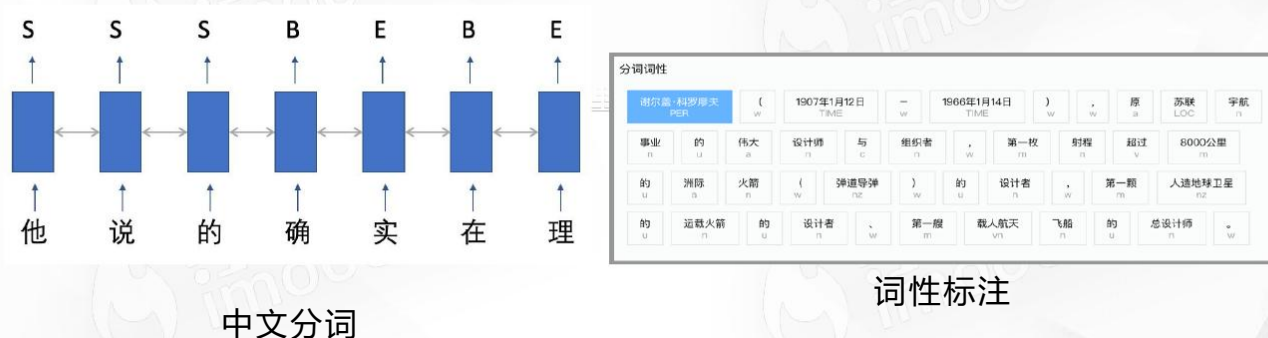 S S S B E B E
他 说 的 确 实 在 理
中文分词
分词词性
谢尔盖·科罗廖夫 ( 1907年1月12日 － 1966年1月14日 ) ， 原 苏联 宇航
PER w TIME w TIME w w a LOC n
事业 的 伟大 设计师 与 组织者 ， 第一枚 射程 超过 8000公里
n u a n c n w m n v m
的 洲际 火箭 ( 弹道导弹 ) 的 设计者 ， 第一颗 人造地球卫星
u n n w nz w u n w m nz
的 运载火箭 的 设计者 、 第一艘 载人航天 飞船 的 总设计师 。
u n u n w m vn n u n w
词性标注
imooc